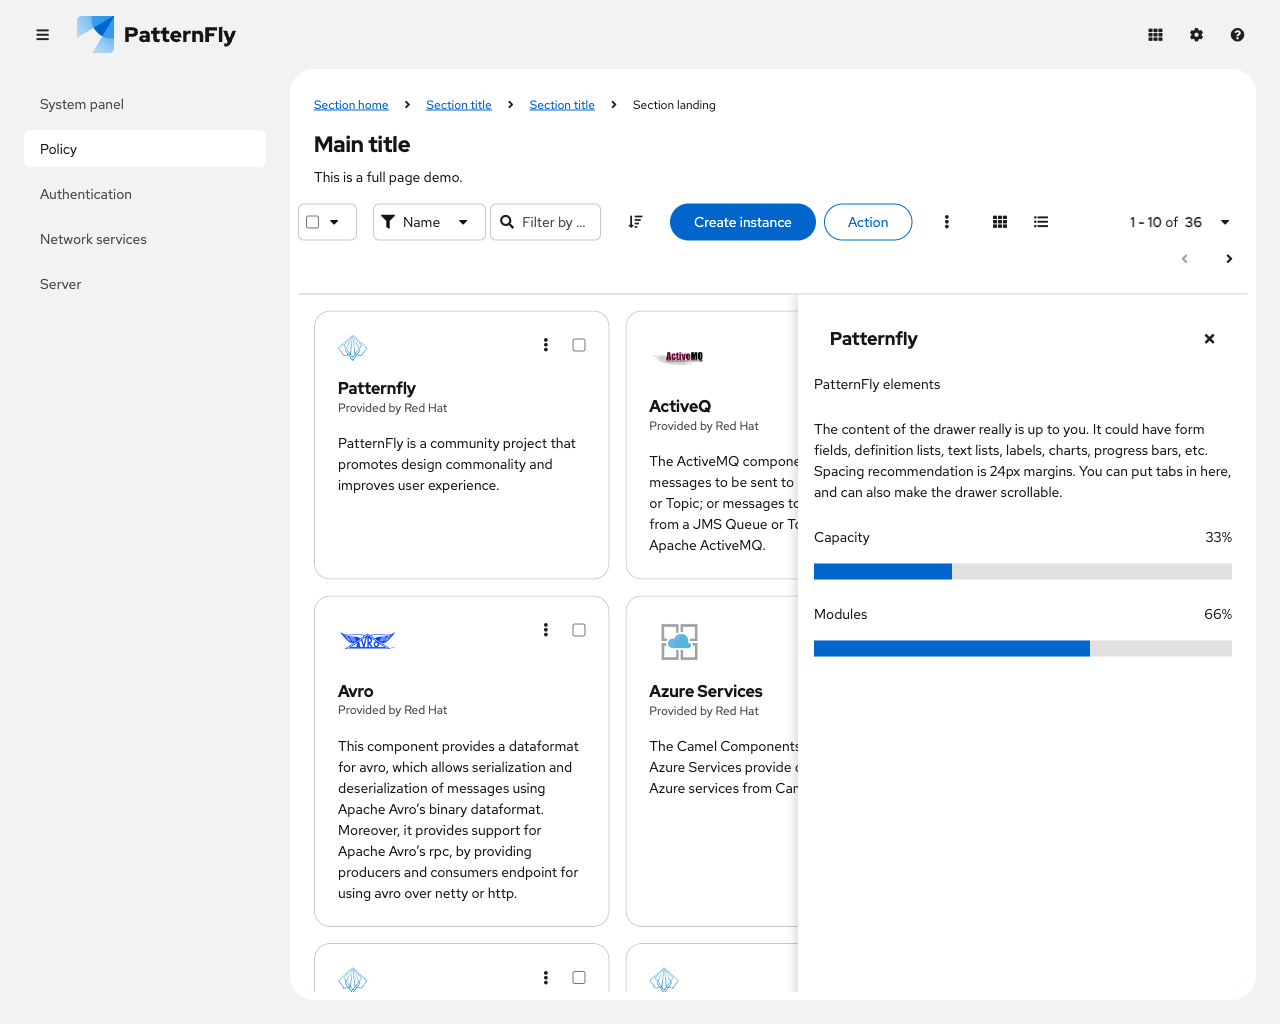 PatternFly
System panel
Policy
Authentication
Network services
Server
Section home
Section title
Section title
Section landing
Main title
This is a full page demo.
Name
Filter by ...
Create instance
Action
1 - 10 of 36
Patternfly
Provided by Red Hat
PatternFly is a community project that
promotes design commonality and
improves user experience.
ActiveMQ
ActiveQ
Provided by Red Hat
The ActiveMQ compone
messages to be sent to
or Topic; or messages to
from a JMS Queue or To
Apache ActiveMQ.
AVRO
Avro
Provided by Red Hat
This component provides a dataformat
for avro, which allows serialization and
deserialization of messages using
Apache Avro's binary dataformat.
Moreover, it provides support for
Apache Avro's rpc, by providing
producers and consumers endpoint for
using avro over netty or http.
Azure Services
Provided by Red Hat
The Camel Components
Azure Services provide
Azure services from Cam
Patternfly
PatternFly elements
The content of the drawer really is up to you. It could have form
fields, definition lists, text lists, labels, charts, progress bars, etc.
Spacing recommendation is 24px margins. You can put tabs in here,
and can also make the drawer scrollable.
Capacity
33%
Modules
66%